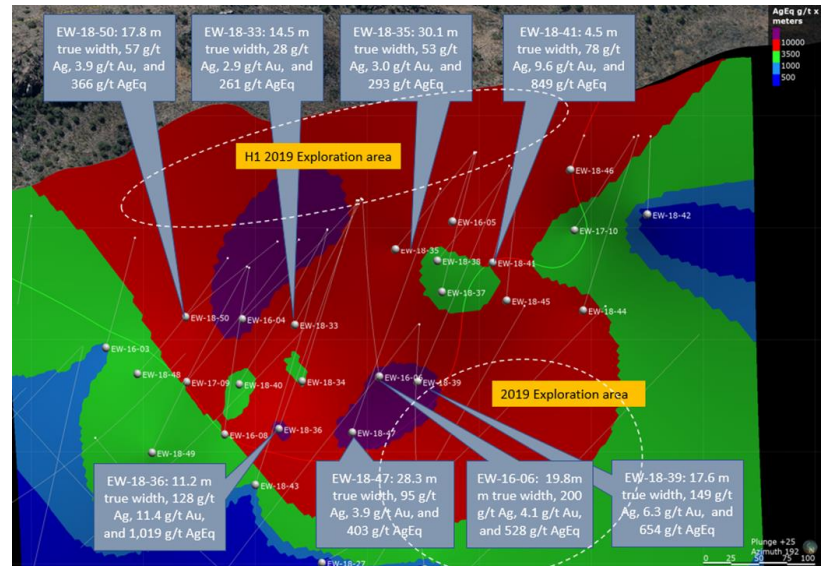 EW-18-50: 17.8 m
true width, 57 g/t
Ag, 3.9 g/t Au, and
366 g/t AgEq
EW-18-33: 14.5 m
true width, 28 g/t
Ag, 2.9 g/t Au, and
261 g/t AgEq
EW-18-35: 30.1 m
true width, 53 g/t
Ag, 3.0 g/t Au, and
293 g/t AgEq
EW-18-41: 4.5 m
true width, 78 g/t
Ag, 9.6 g/t Au, and
849 g/t AgEq
AgEq g/t x
meters
10000
3500
1000
500
H1 2019 Exploration area
EW-18-46
EW-18-42
EW-16-05
EW-17-10
EW-18-35
EW-18-38
EW-18-41
EW-18-37
EW-18-45
EW-18-44
EW-18-50
EW-16-04
EW-18-33
EW-16-03
EW-18-48
EW-17-09
EW-18-40
EW-18-34
EW-16-06
EW-18-39
2019 Exploration area
EW-16-08
EW-18-36
EW-18-47
EW-18-49
EW-18-43
EW-18-36: 11.2 m
true width, 128 g/t
Ag, 11.4 g/t Au,
and 1,019 g/t AgEq
EW-18-47: 28.3 m
true width, 95 g/t
Ag, 3.9 g/t Au, and
403 g/t AgEq
EW-16-06: 19.8m
m true width, 200
g/t Ag, 4.1 g/t Au,
and 528 g/t AgEq
EW-18-39: 17.6 m
true width, 149 g/t
Ag, 6.3 g/t Au, and
654 g/t AgEq
EW-18-27
Plunge +25
Azimuth 192
0 25 50 75 100